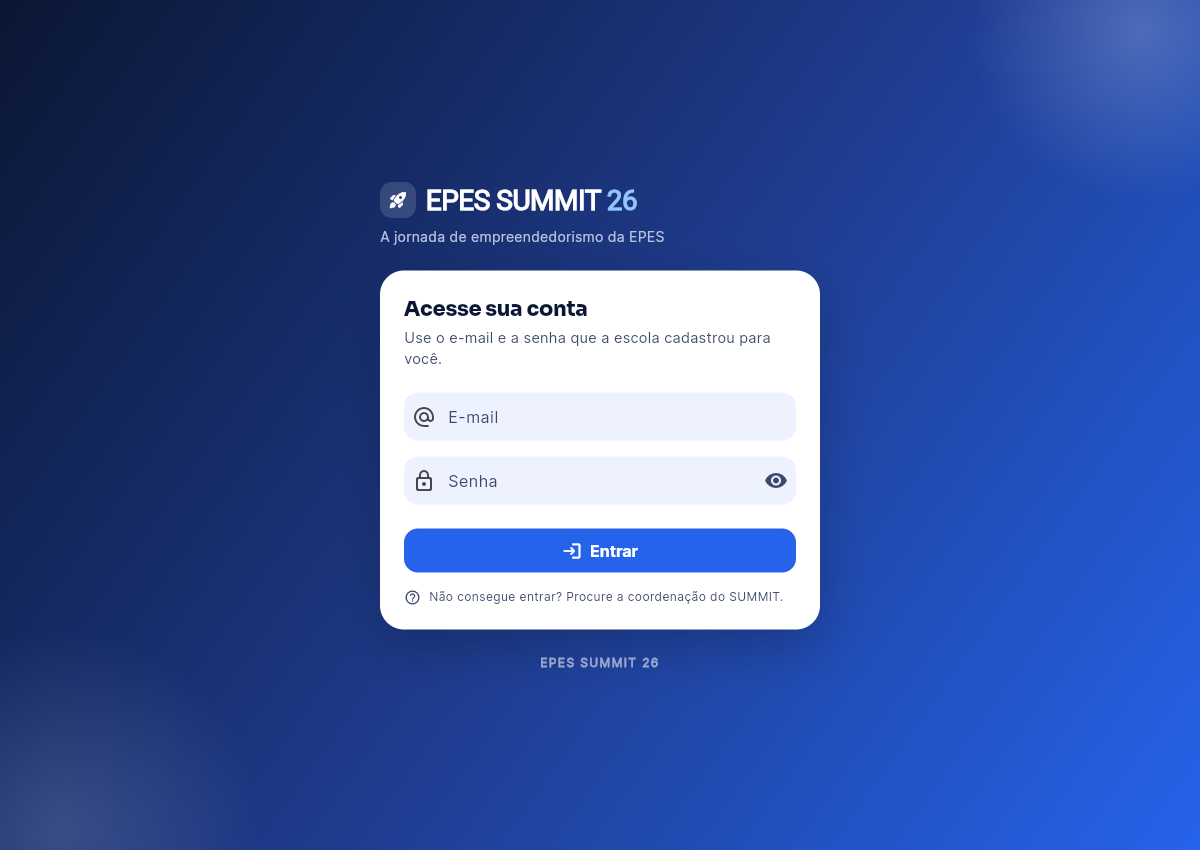 EPES SUMMIT 26
A jornada de empreendedorismo da EPES
Acesse sua conta
Use o e-mail e a senha que a escola cadastrou para
você.
E-mail
Senha
Entrar
Não consegue entrar? Procure a coordenação do SUMMIT.
EPES SUMMIT 26